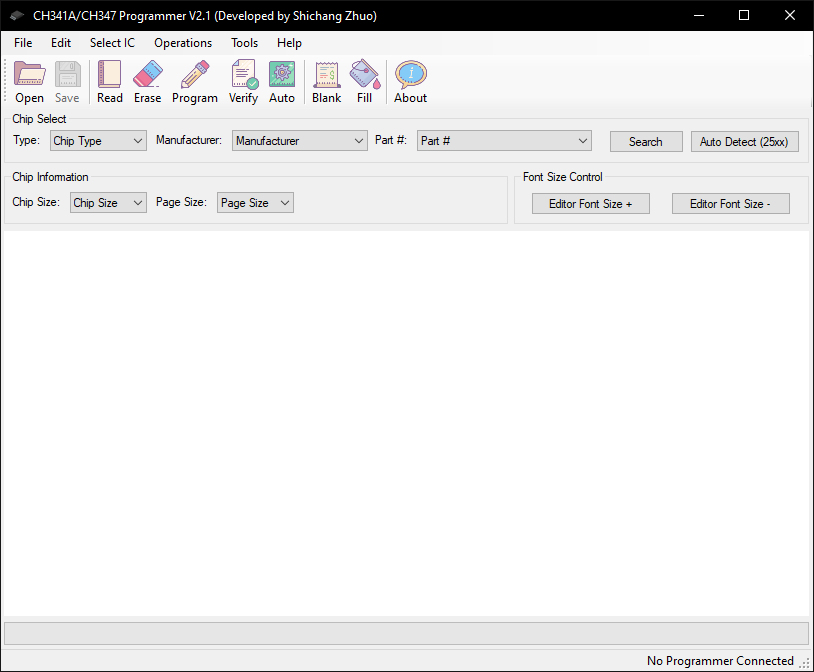 CH341A/CH347 Programmer V2.1 (Developed by Shichang Zhuo)
File Edit Select IC Operations Tools Help
Open Save Read Erase Program Verify Auto Blank Fill About
Chip Select
Type: Chip Type Manufacturer: Manufacturer Part #: Part # Search Auto Detect (25xx)
Chip Information Font Size Control
Chip Size: Chip Size Page Size: Page Size Editor Font Size + Editor Font Size -
No Programmer Connected